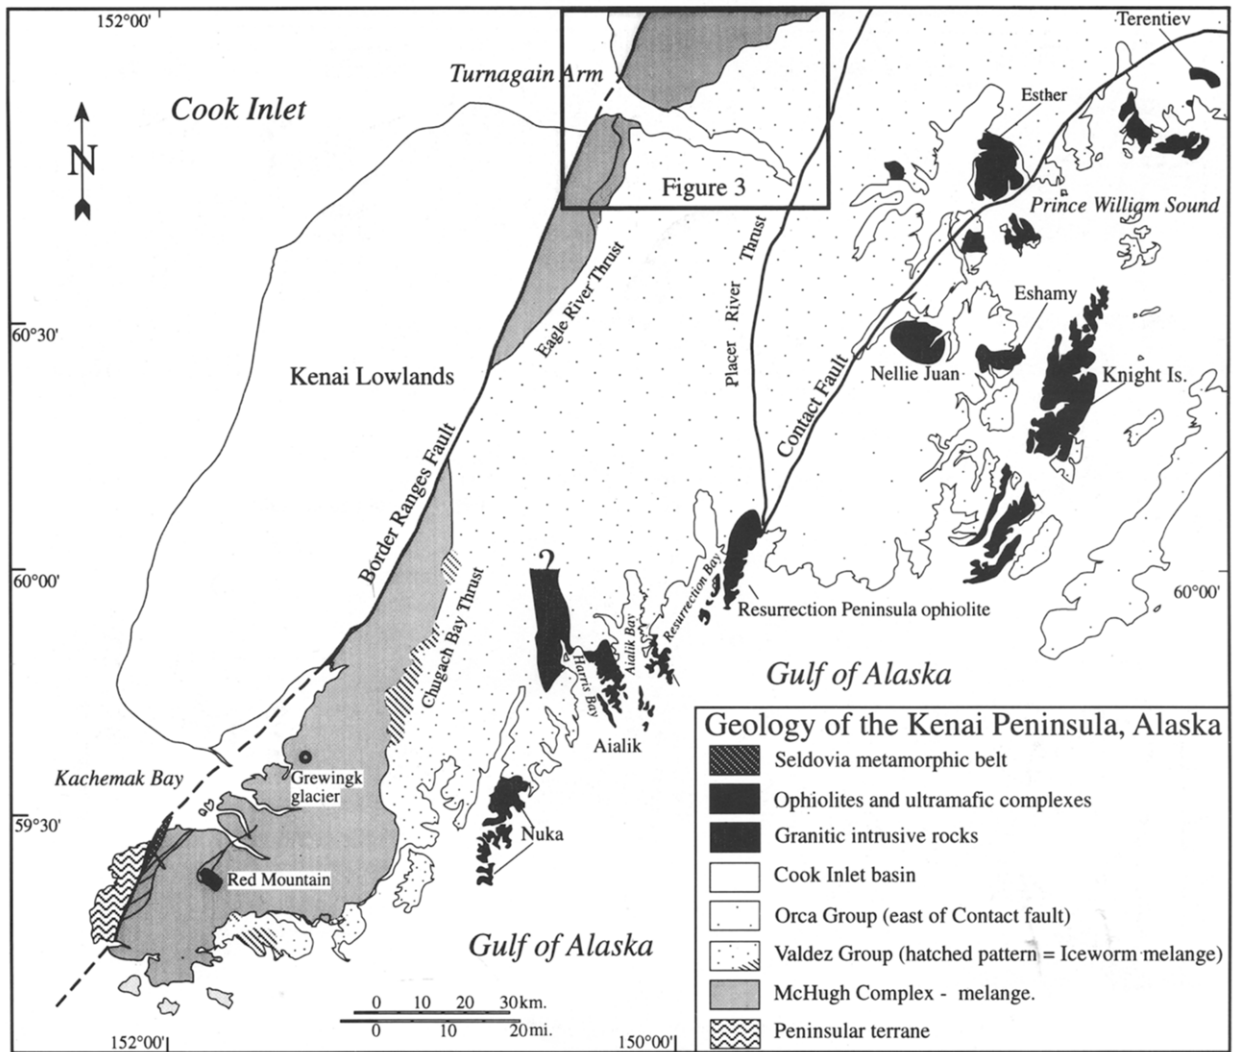 152°00'
Terentiev
Turnagain Arm
Cook Inlet
Esther
N
Figure 3
Prince William Sound
Placer River Thrust
Eagle River Thrust
Eshamy
60°30'
Contact Fault
Nellie Juan
Kenai Lowlands
Knight Is.
Border Ranges Fault
?
60°00'
60°00'
Chugach Bay Thrust
Resurrection Bay
Resurrection Peninsula ophiolite
Aialik Bay
Harris Bay
Gulf of Alaska
Aialik
Kachemak Bay
Grewingk
glacier
59°30'
Nuka
Red Mountain
Gulf of Alaska
0 10 20 30 km.
0 10 20 mi.
152°00'
150°00'
Geology of the Kenai Peninsula, Alaska
Seldovia metamorphic belt
Ophiolites and ultramafic complexes
Granitic intrusive rocks
Cook Inlet basin
Orca Group (east of Contact fault)
Valdez Group (hatched pattern = Iceworm melange)
McHugh Complex - melange.
Peninsular terrane